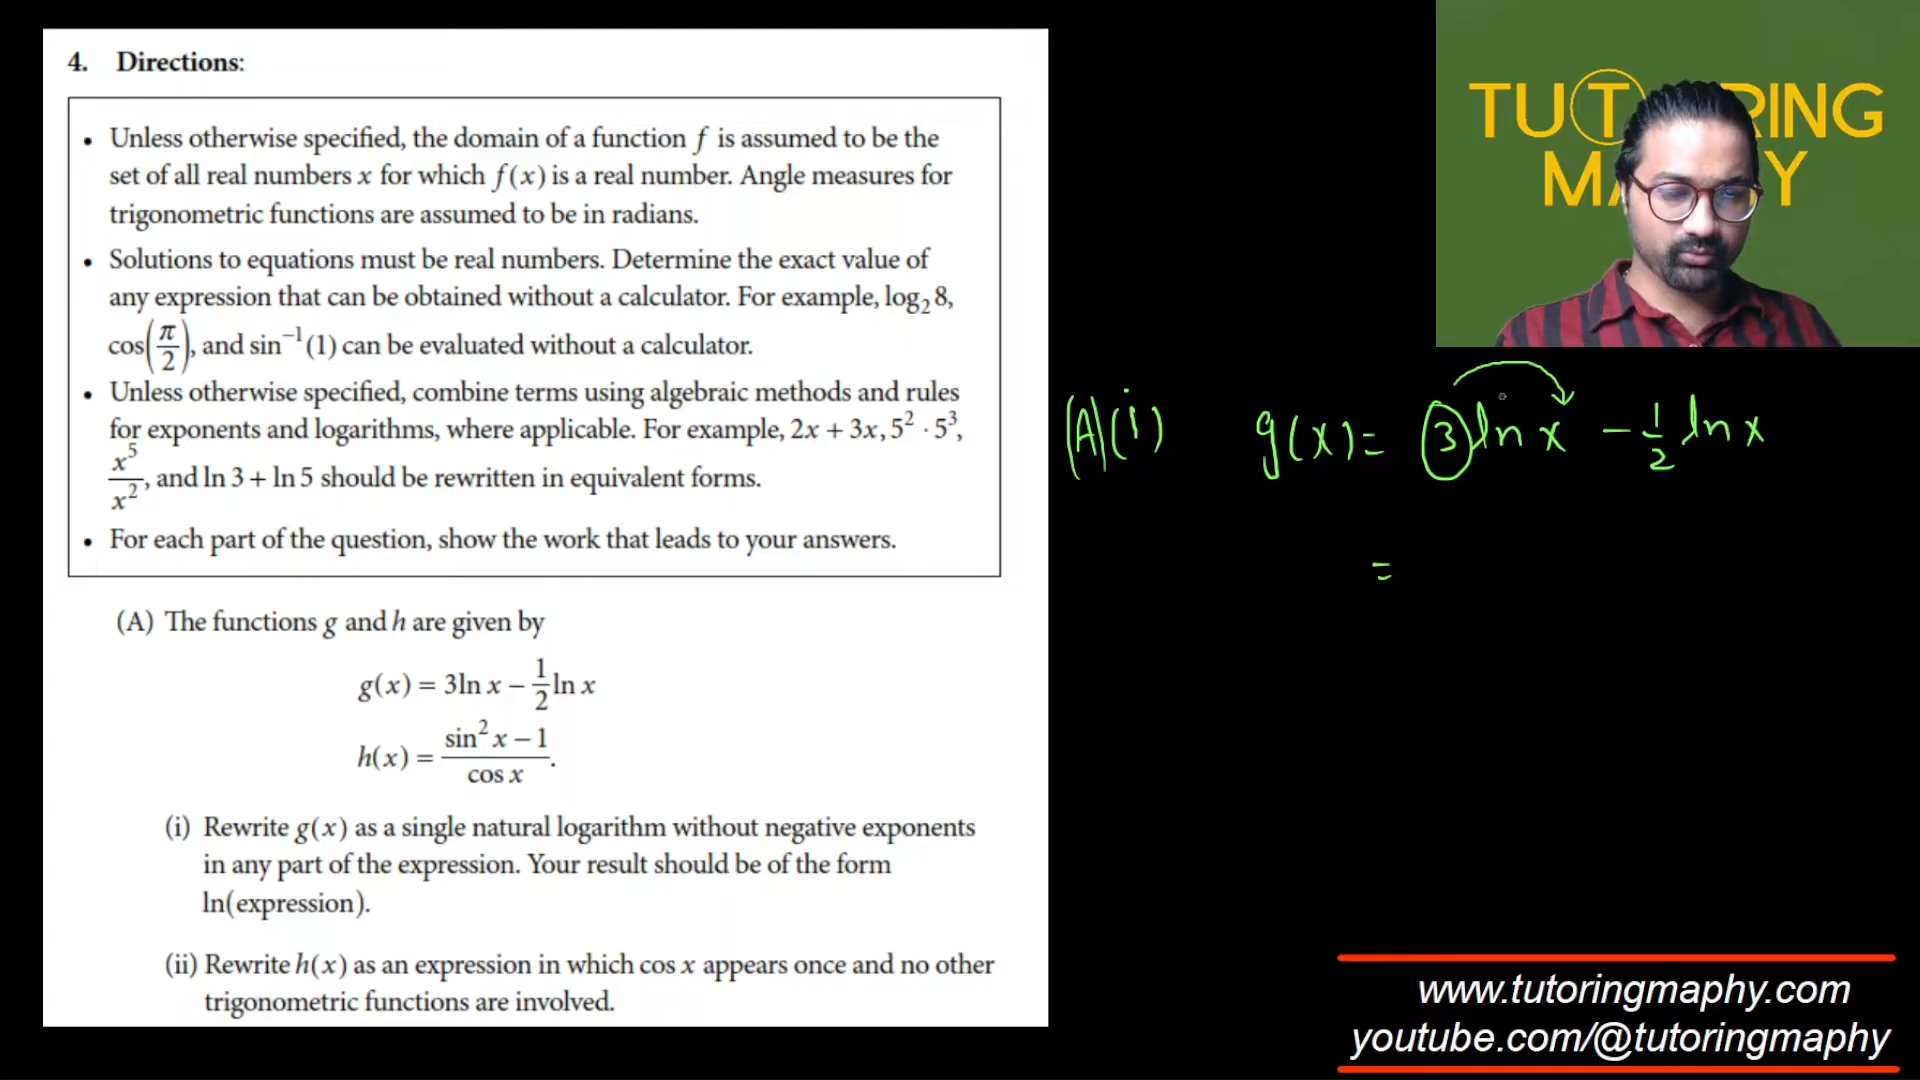 4. Directions:
• Unless otherwise specified, the domain of a function f is assumed to be the
set of all real numbers x for which f(x) is a real number. Angle measures for
trigonometric functions are assumed to be in radians.
• Solutions to equations must be real numbers. Determine the exact value of
any expression that can be obtained without a calculator. For example, log₂ 8,
cos(π/2), and sin⁻¹(1) can be evaluated without a calculator.
• Unless otherwise specified, combine terms using algebraic methods and rules
for exponents and logarithms, where applicable. For example, 2x + 3x, 5² · 5³,
x⁵/x², and ln 3 + ln 5 should be rewritten in equivalent forms.
• For each part of the question, show the work that leads to your answers.
(A) The functions g and h are given by
g(x) = 3ln x − 1/2 ln x
h(x) = (sin² x − 1)/cos x.
(i) Rewrite g(x) as a single natural logarithm without negative exponents
in any part of the expression. Your result should be of the form
ln(expression).
(ii) Rewrite h(x) as an expression in which cos x appears once and no other
trigonometric functions are involved.
TUTORING
MAPHY
(A)(i) g(x) = 3 ln x − 1/2 ln x
=
www.tutoringmaphy.com
youtube.com/@tutoringmaphy